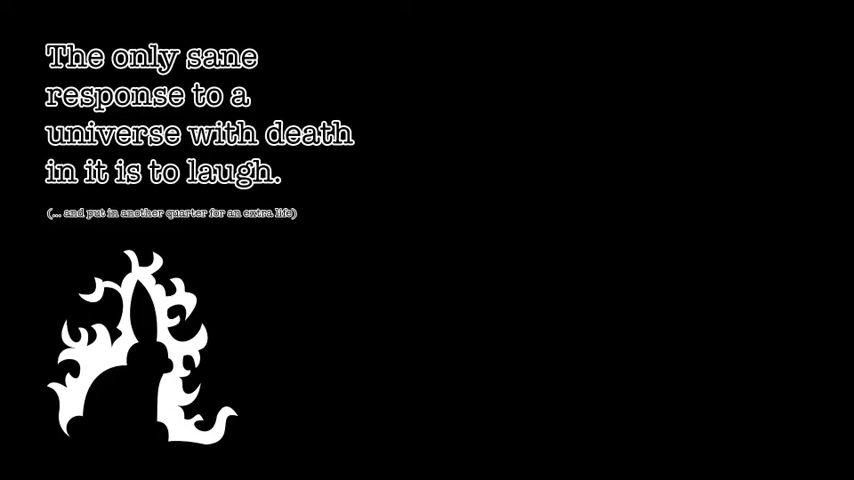 The only sane
response to a
universe with death
in it is to laugh.
(... and put in another quarter for an extra life)